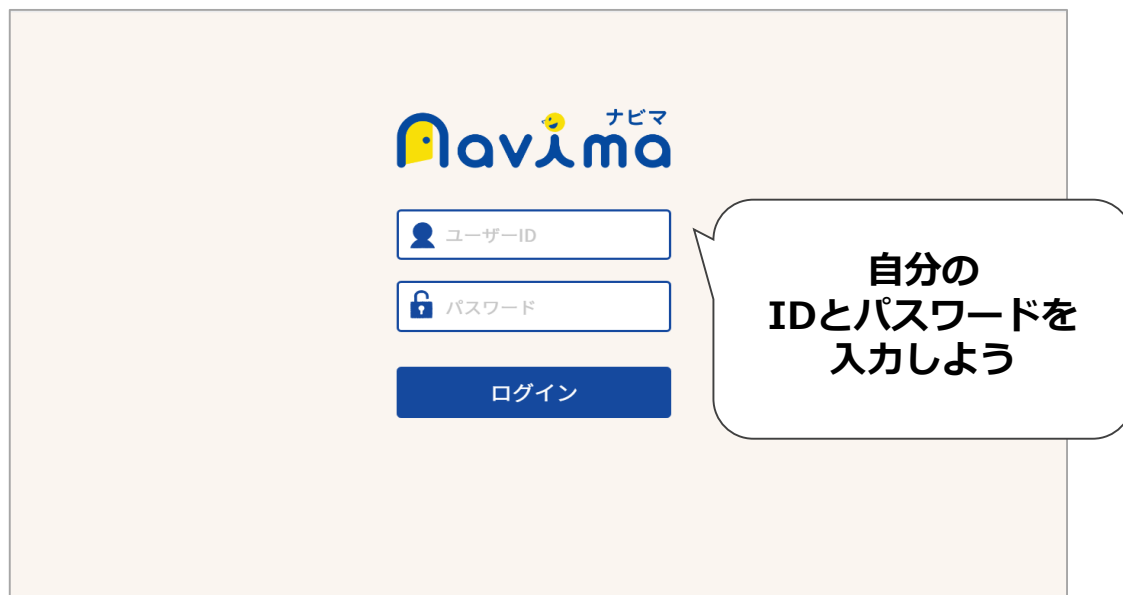 ナビマ
navima
ユーザーID
パスワード
ログイン
自分の
IDとパスワードを
入力しよう